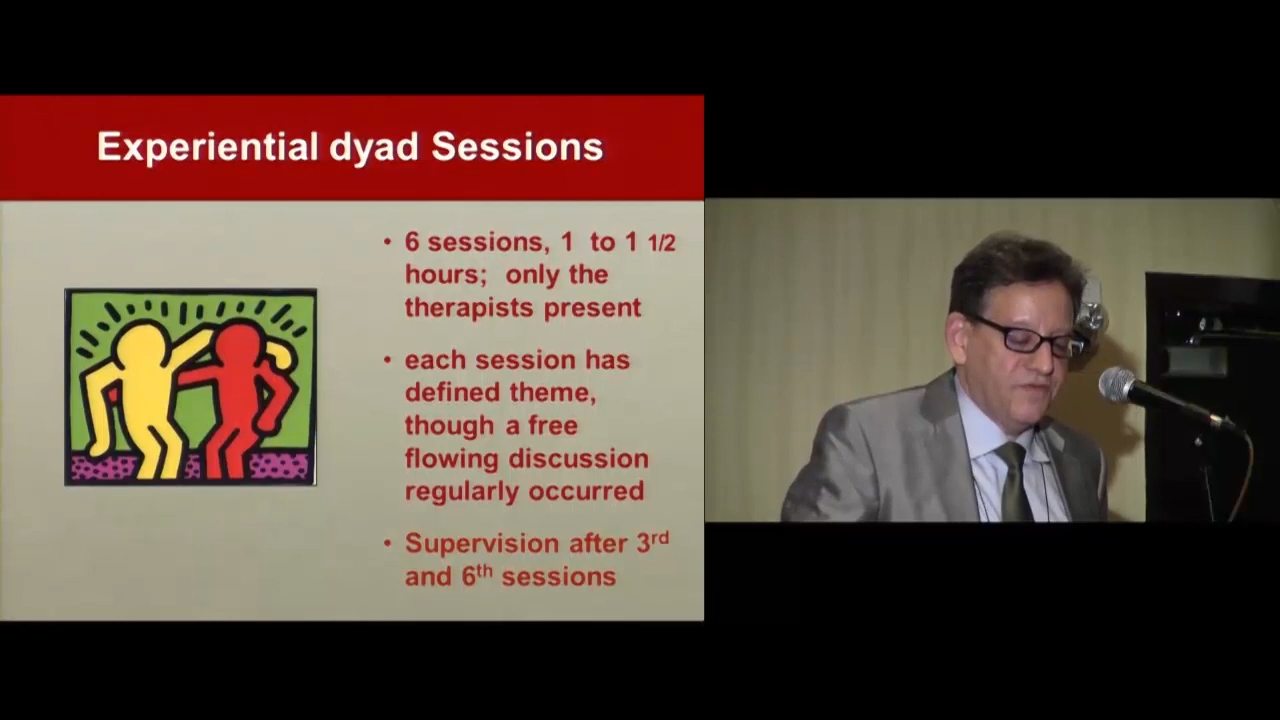 Experiential dyad Sessions
• 6 sessions, 1 to 1 1/2
hours; only the
therapists present
• each session has
defined theme,
though a free
flowing discussion
regularly occurred
• Supervision after 3rd
and 6th sessions